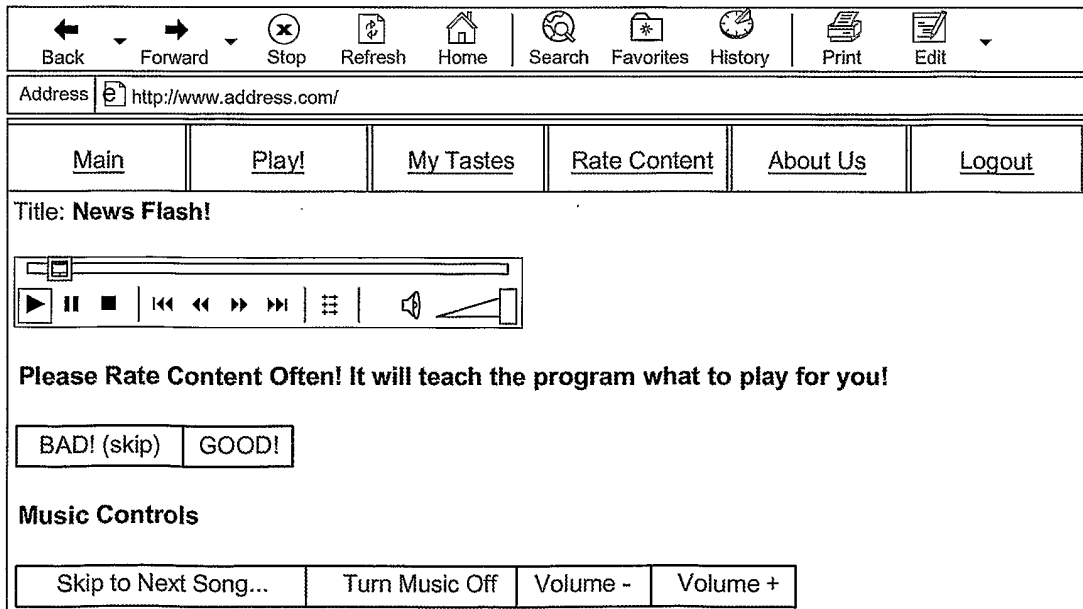 Back Forward Stop Refresh Home Search Favorites History Print Edit
Address http://www.address.com/
Main Play! My Tastes Rate Content About Us Logout
Title: News Flash!
Please Rate Content Often! It will teach the program what to play for you!
BAD! (skip) GOOD!
Music Controls
Skip to Next Song... Turn Music Off Volume - Volume +